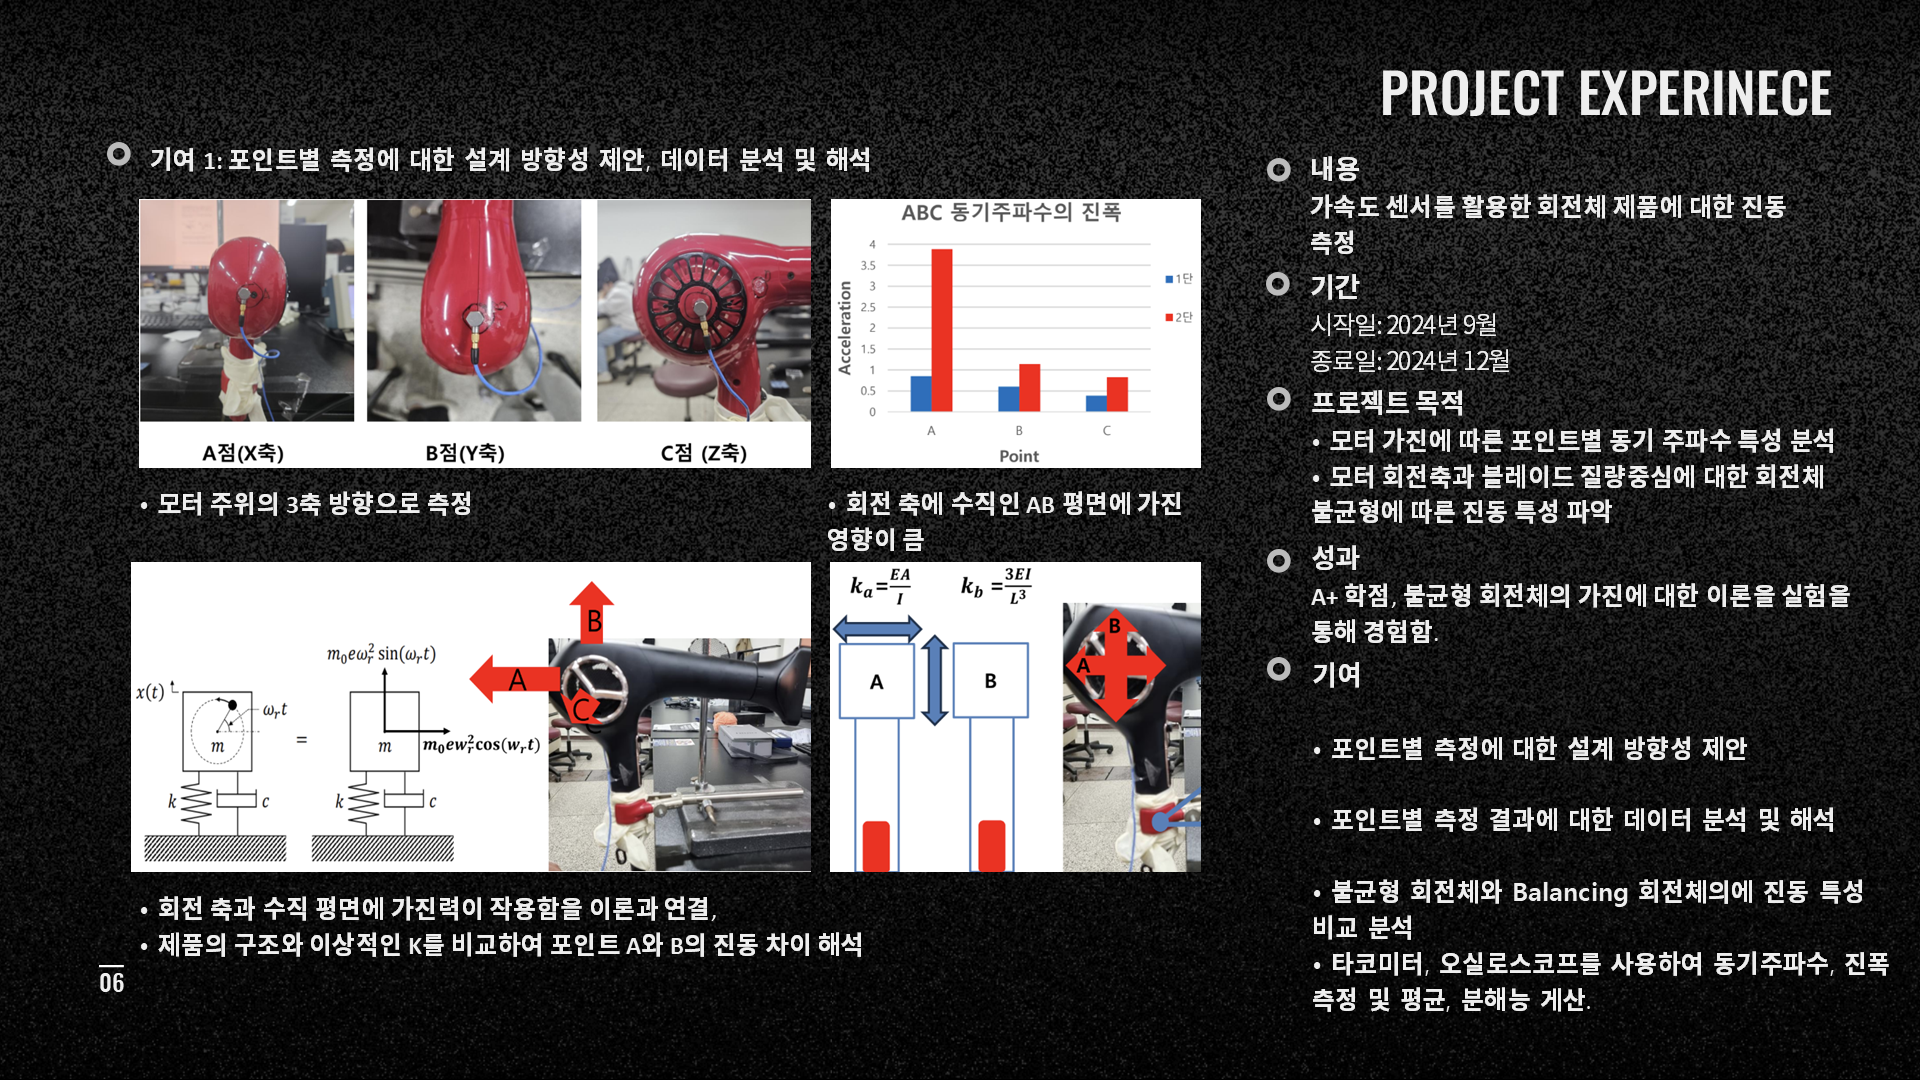 PROJECT EXPERINECE
기여 1: 포인트별 측정에 대한 설계 방향성 제안, 데이터 분석 및 해석
A점(X축)
B점(Y축)
C점 (Z축)
• 모터 주위의 3축 방향으로 측정
ABC 동기주파수의 진폭
Acceleration
4
3.5
3
2.5
2
1.5
1
0.5
0
A
B
C
Point
1단
2단
• 회전 축에 수직인 AB 평면에 가진
영향이 큼
x(t)
ω_r t
m
k
c
=
m₀eω_r² sin(ω_r t)
m
m₀ew_r²cos(w_r t)
k
c
B
A
C
k_a=EA/I
k_b =3EI/L³
A
B
B
A
• 회전 축과 수직 평면에 가진력이 작용함을 이론과 연결,
• 제품의 구조와 이상적인 K를 비교하여 포인트 A와 B의 진동 차이 해석
06
내용
가속도 센서를 활용한 회전체 제품에 대한 진동
측정
기간
시작일: 2024년 9월
종료일: 2024년 12월
프로젝트 목적
• 모터 가진에 따른 포인트별 동기 주파수 특성 분석
• 모터 회전축과 블레이드 질량중심에 대한 회전체
불균형에 따른 진동 특성 파악
성과
A+ 학점, 불균형 회전체의 가진에 대한 이론을 실험을
통해 경험함.
기여
• 포인트별 측정에 대한 설계 방향성 제안
• 포인트별 측정 결과에 대한 데이터 분석 및 해석
• 불균형 회전체와 Balancing 회전체의에 진동 특성
비교 분석
• 타코미터, 오실로스코프를 사용하여 동기주파수, 진폭
측정 및 평균, 분해능 게산.